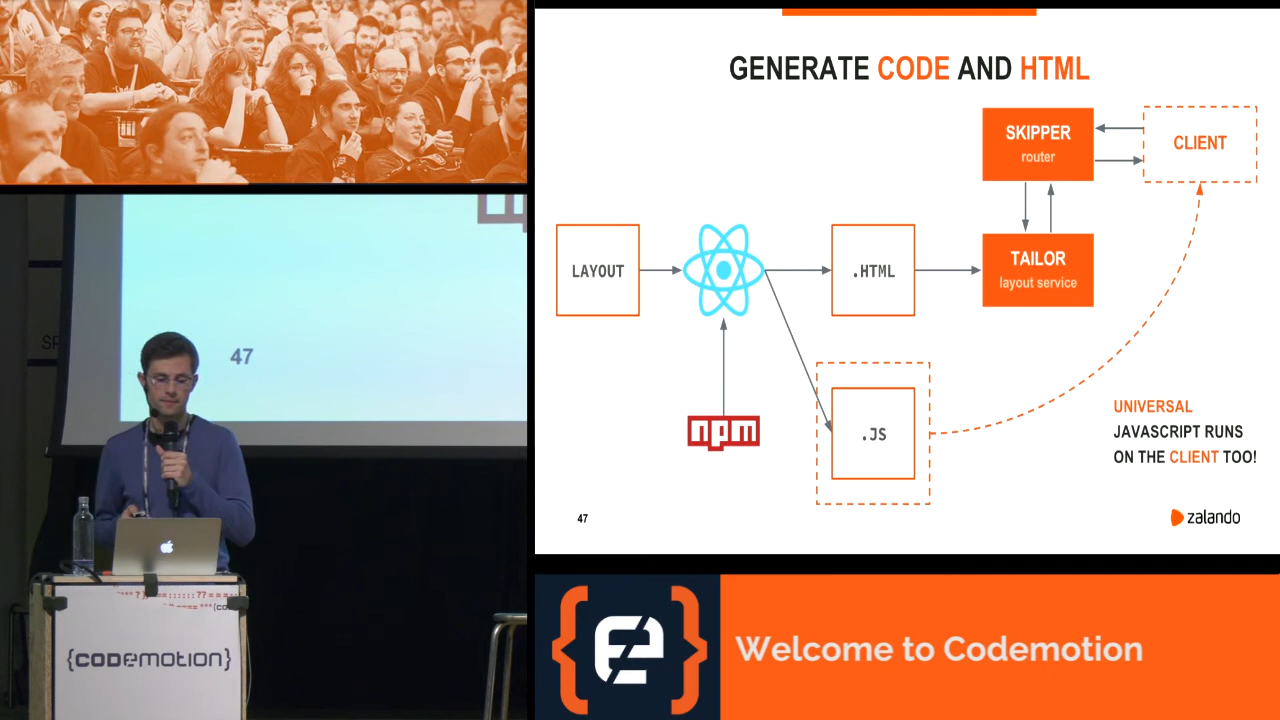 GENERATE CODE AND HTML
SKIPPER
router
CLIENT
LAYOUT
.HTML
TAILOR
layout service
npm
.JS
UNIVERSAL
JAVASCRIPT RUNS
ON THE CLIENT TOO!
47
zalando
47
{CODEMOTION}
Welcome to Codemotion